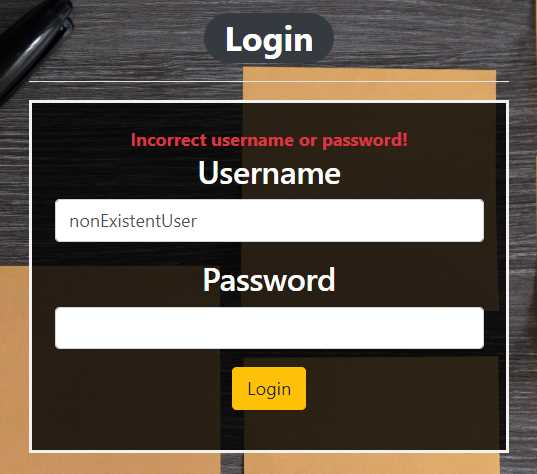 Login
Incorrect username or password!
Username
nonExistentUser
Password
Login